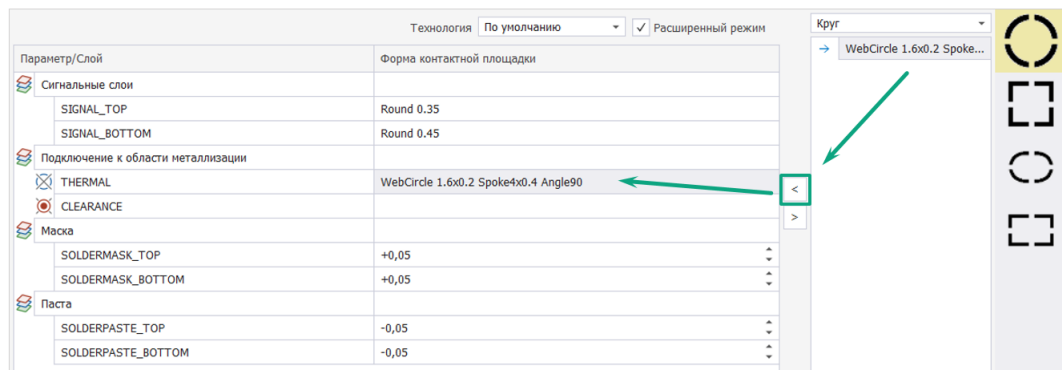 Технология По умолчанию Расширенный режим Круг
Параметр/Слой Форма контактной площадки WebCircle 1.6x0.2 Spoke...
Сигнальные слои
SIGNAL_TOP Round 0.35
SIGNAL_BOTTOM Round 0.45
Подключение к области металлизации
THERMAL WebCircle 1.6x0.2 Spoke4x0.4 Angle90 <
CLEARANCE >
Маска
SOLDERMASK_TOP +0,05
SOLDERMASK_BOTTOM +0,05
Паста
SOLDERPASTE_TOP -0,05
SOLDERPASTE_BOTTOM -0,05